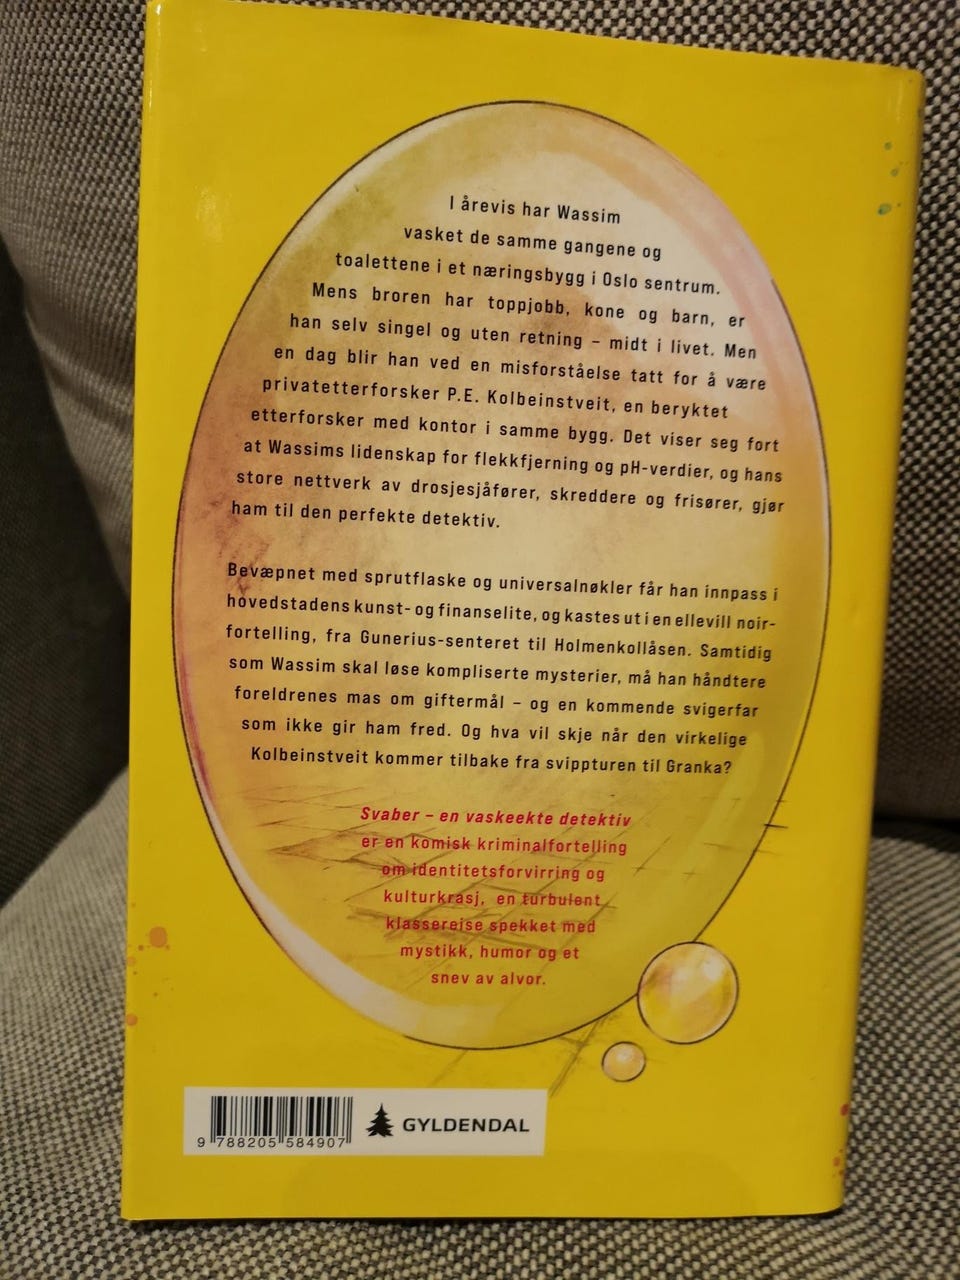 I årevis har Wassim
vasket de samme gangene og
toalettene i et næringsbygg i Oslo sentrum.
Mens broren har toppjobb, kone og barn, er
han selv singel og uten retning – midt i livet. Men
en dag blir han ved en misforståelse tatt for å være
privatetterforsker P.E. Kolbeinstveit, en beryktet
etterforsker med kontor i samme bygg. Det viser seg fort
at Wassims lidenskap for flekkfjerning og pH-verdier, og hans
store nettverk av drosjesjåfører, skreddere og frisører, gjør
ham til den perfekte detektiv.
Bevæpnet med sprutflaske og universalnøkler får han innpass i
hovedstadens kunst- og finanselite, og kastes ut i en ellevill noir-
fortelling, fra Gunerius-senteret til Holmenkollåsen. Samtidig
som Wassim skal løse kompliserte mysterier, må han håndtere
foreldrenes mas om giftermål – og en kommende svigerfar
som ikke gir ham fred. Og hva vil skje når den virkelige
Kolbeinstveit kommer tilbake fra svippturen til Granka?
Svaber – en vaskeekte detektiv
er en komisk kriminalfortelling
om identitetsforvirring og
kulturkrasj, en turbulent
klassereise spekket med
mystikk, humor og et
snev av alvor.
9 788205 584907
GYLDENDAL